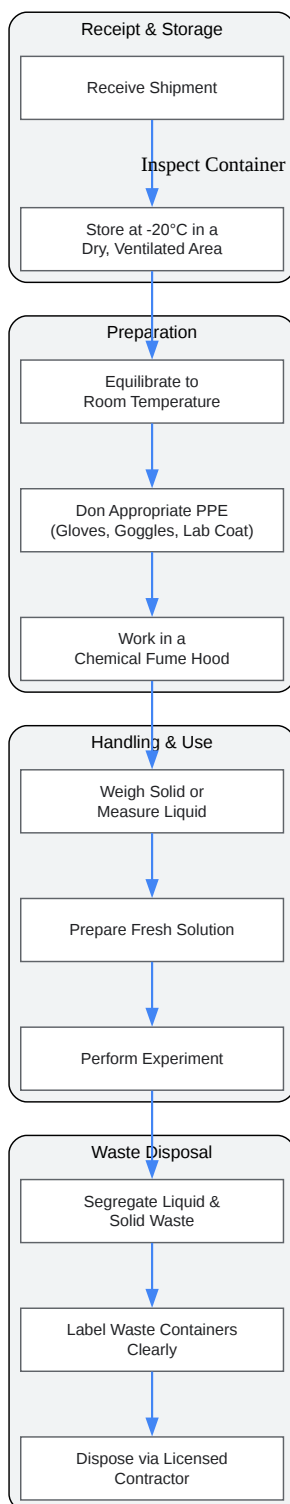 Receipt & Storage
Receive Shipment
Inspect Container
Store at -20°C in a
Dry, Ventilated Area
Preparation
Equilibrate to
Room Temperature
Don Appropriate PPE
(Gloves, Goggles, Lab Coat)
Work in a
Chemical Fume Hood
Handling & Use
Weigh Solid or
Measure Liquid
Prepare Fresh Solution
Perform Experiment
Waste Disposal
Segregate Liquid &
Solid Waste
Label Waste Containers
Clearly
Dispose via Licensed
Contractor